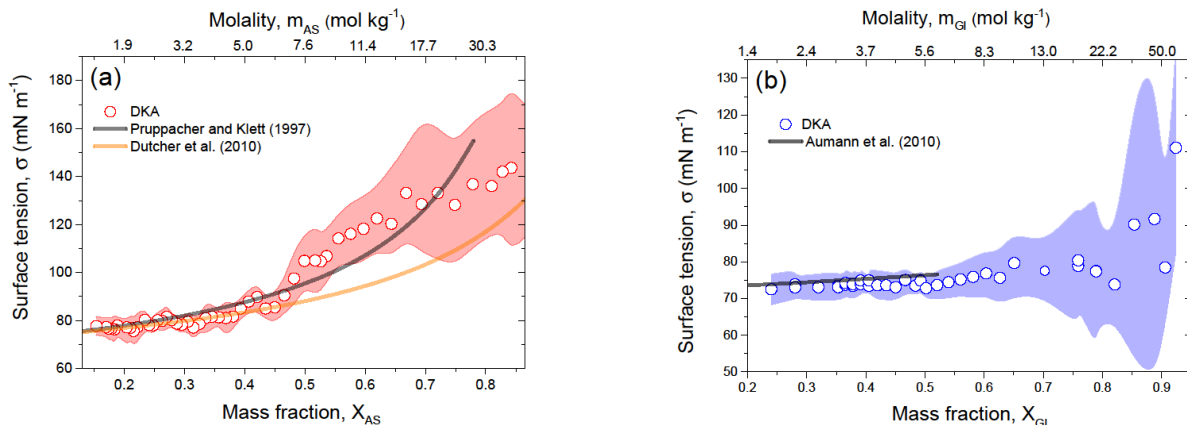 Molality, m_AS (mol kg⁻¹)
1.9 3.2 5.0 7.6 11.4 17.7 30.3
(a)
DKA
Pruppacher and Klett (1997)
Dutcher et al. (2010)
Surface tension, σ (mN m⁻¹)
180
160
140
120
100
80
60
0.2 0.3 0.4 0.5 0.6 0.7 0.8
Mass fraction, X_AS
Molality, m_Gl (mol kg⁻¹)
1.4 2.4 3.7 5.6 8.3 13.0 22.2 50.0
(b)
DKA
Aumann et al. (2010)
Surface tension, σ (mN m⁻¹)
130
120
110
100
90
80
70
60
50
0.2 0.3 0.4 0.5 0.6 0.7 0.8 0.9
Mass fraction, X_Gl